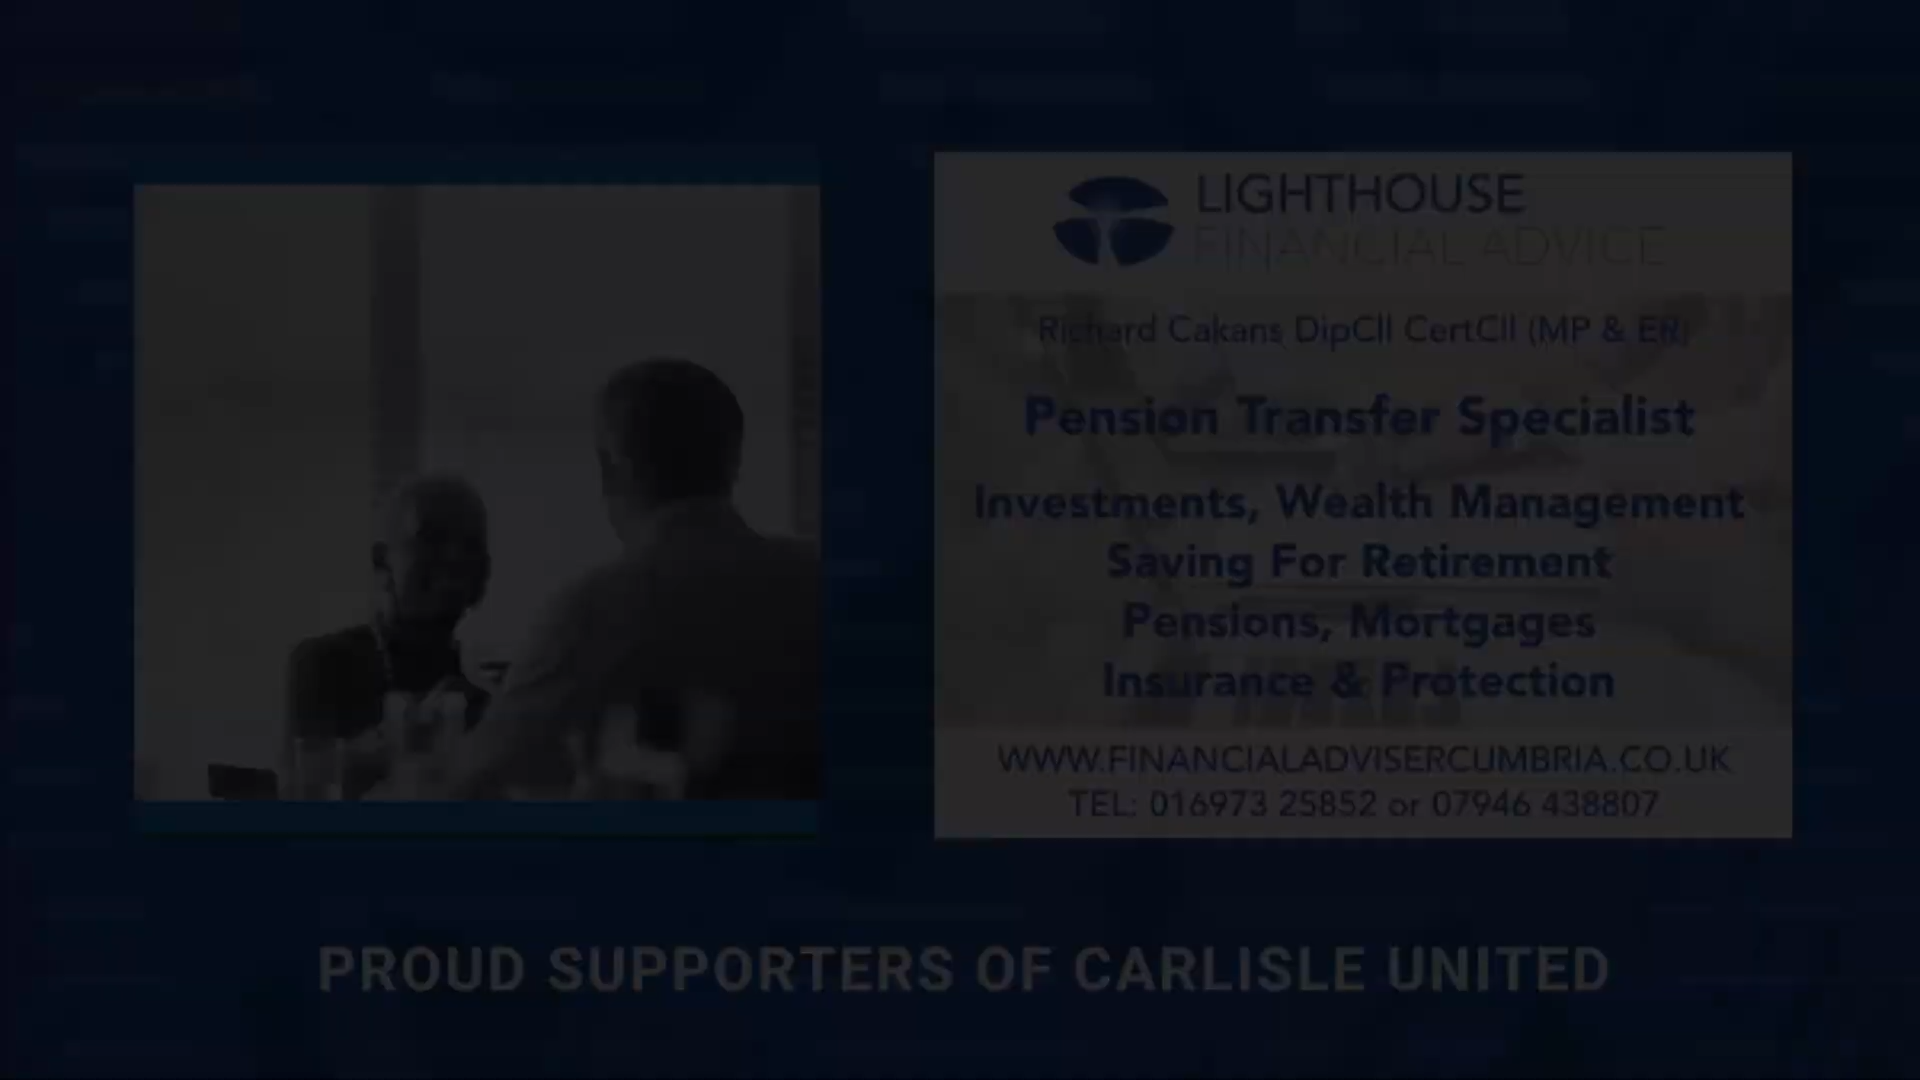 LIGHTHOUSE
FINANCIAL ADVICE
Richard Cakans DipCII CertCII (MP & ER)
Pension Transfer Specialist
Investments, Wealth Management
Saving For Retirement
Pensions, Mortgages
Insurance & Protection
WWW.FINANCIALADVISERCUMBRIA.CO.UK
TEL: 016973 25852 or 07946 438807
PROUD SUPPORTERS OF CARLISLE UNITED